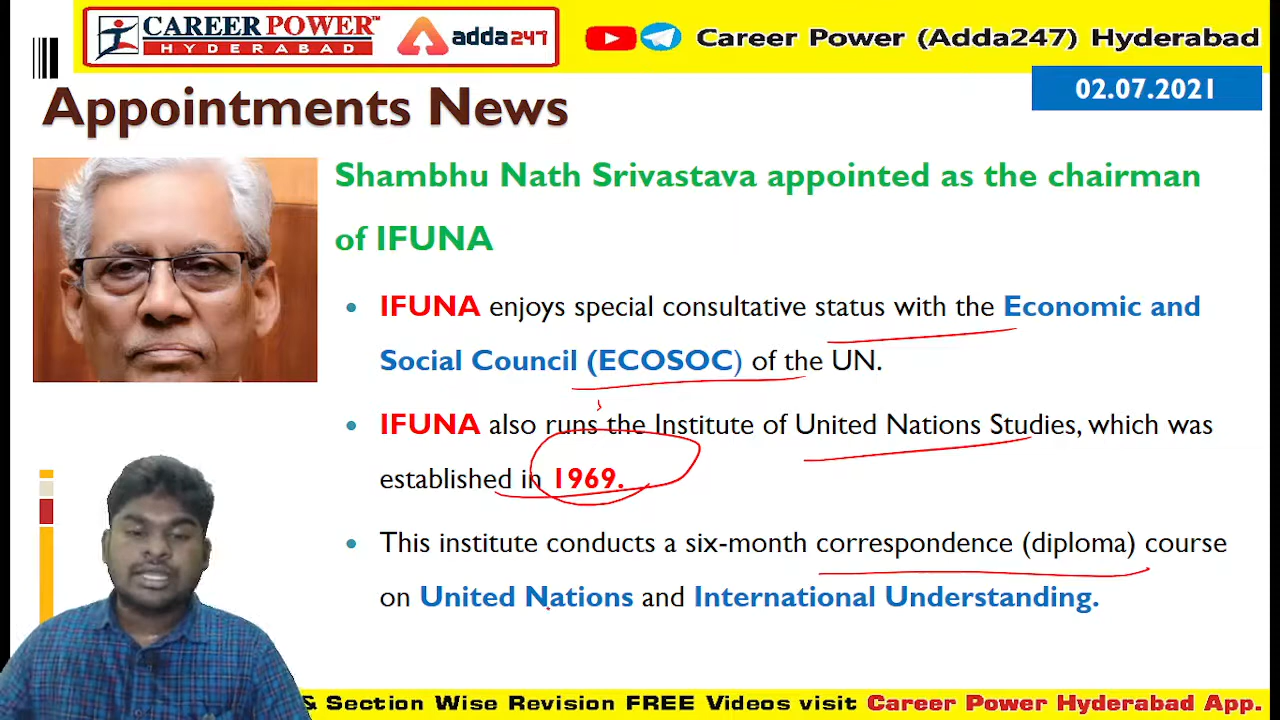 CAREER POWER™
HYDERABAD
adda247
Career Power (Adda247) Hyderabad
02.07.2021
Appointments News
Shambhu Nath Srivastava appointed as the chairman
of IFUNA
• IFUNA enjoys special consultative status with the Economic and
Social Council (ECOSOC) of the UN.
• IFUNA also runs the Institute of United Nations Studies, which was
established in 1969.
• This institute conducts a six-month correspondence (diploma) course
on United Nations and International Understanding.
& Section Wise Revision FREE Videos visit Career Power Hyderabad App.